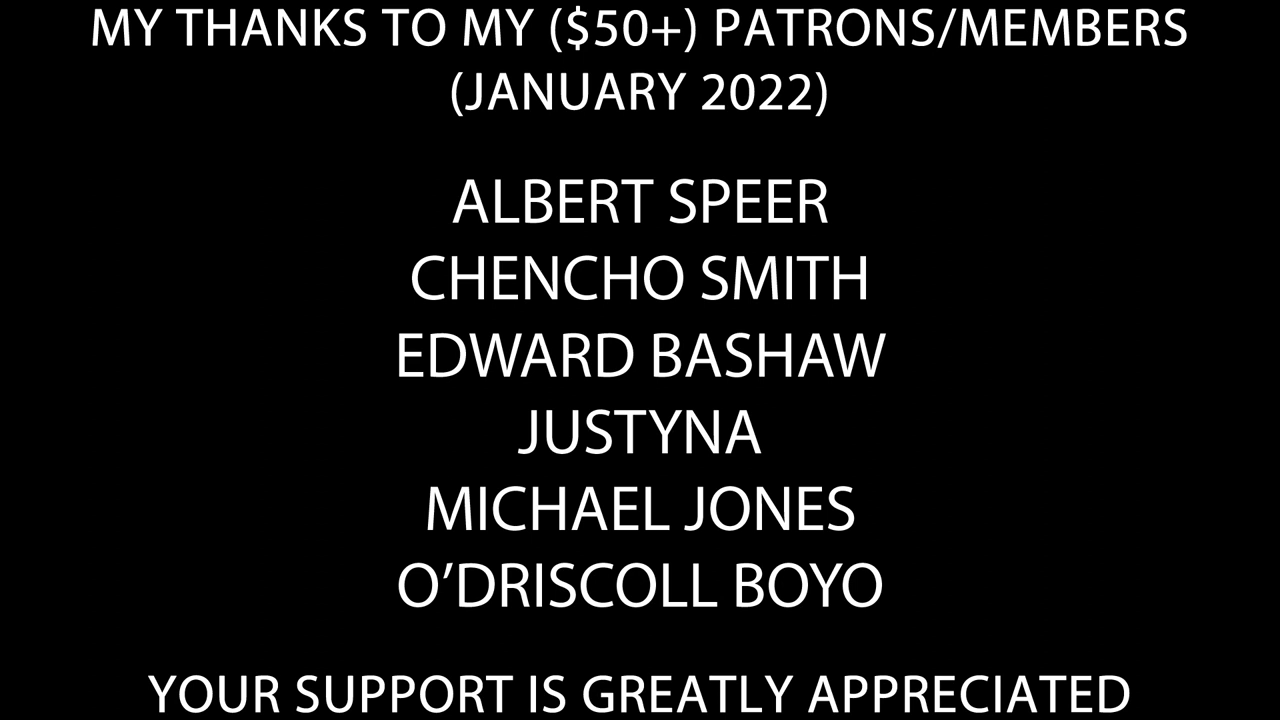 MY THANKS TO MY ($50+) PATRONS/MEMBERS
(JANUARY 2022)
ALBERT SPEER
CHENCHO SMITH
EDWARD BASHAW
JUSTYNA
MICHAEL JONES
O’DRISCOLL BOYO
YOUR SUPPORT IS GREATLY APPRECIATED